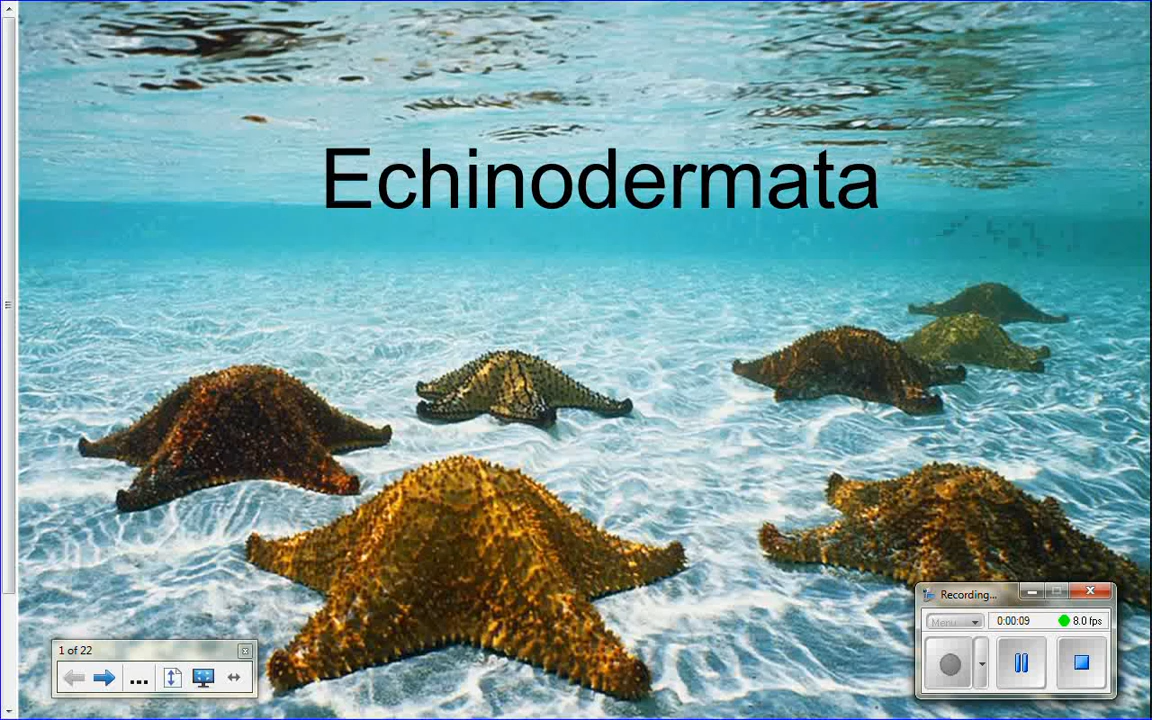 Echinodermata
Recording...
Menu
0:00:09
8.0 fps
1 of 22
...